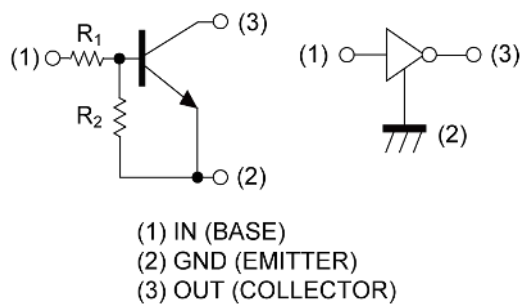 (3)
R₁
(1)
R₂
(2)
(1)
(3)
(2)
(1) IN (BASE)
(2) GND (EMITTER)
(3) OUT (COLLECTOR)